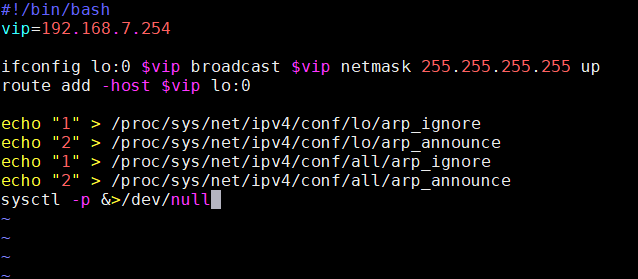 #!/bin/bash
vip=192.168.7.254
ifconfig lo:0 $vip broadcast $vip netmask 255.255.255.255 up
route add -host $vip lo:0
echo "1" > /proc/sys/net/ipv4/conf/lo/arp_ignore
echo "2" > /proc/sys/net/ipv4/conf/lo/arp_announce
echo "1" > /proc/sys/net/ipv4/conf/all/arp_ignore
echo "2" > /proc/sys/net/ipv4/conf/all/arp_announce
sysctl -p &>/dev/null
~
~
~
~